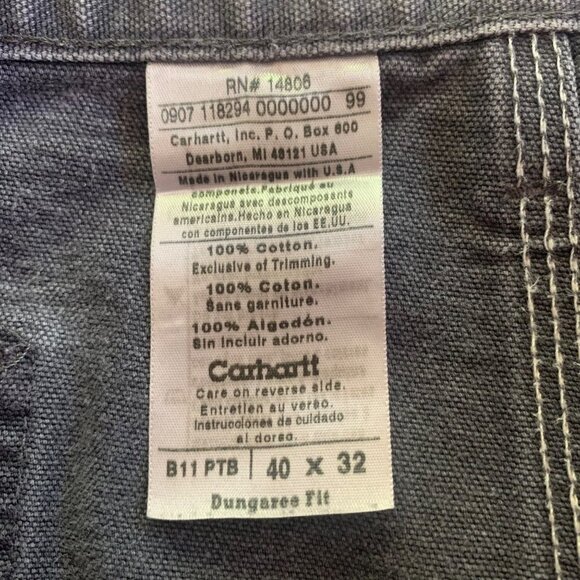 RN# 14806
0907 118294 0000000 99
Carhartt, Inc. P. O. Box 600
Dearborn, MI 48121 USA
Made in Nicaragua with U.S.A
componets.Fabriqué au
Nicaragua avec descomposants
americains.Hecho en Nicaragua
con componentes de los EE.UU.
100% Cotton.
Exclusive of Trimming.
100% Coton.
Sans garniture.
100% Algodón.
Sin incluir adorno.
Carhartt
Care on reverse side.
Entretien au verso.
Instrucciones de cuidado
al dorso.
B11 PTB | 40 x 32
Dungaree Fit